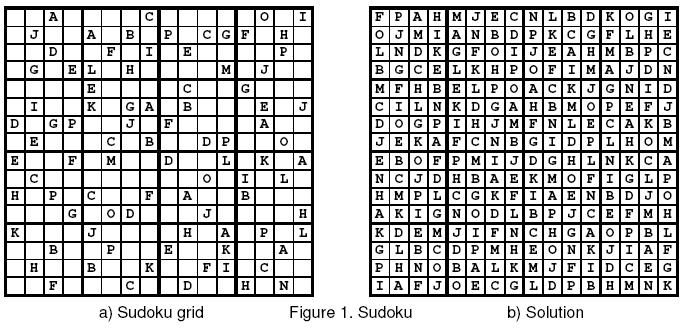 A C O I
J A B P C G F H
D F I E P
G E L H M J
E C G
I K G A B E J
D G P J F A
E C B D P O
E F M D L K A
C O I L
H P C F A B
G O D J H
K J H A P L
B P E K A
H B K F I C
F C D H N
F P A H M J E C N L B D K O G I
O J M I A N B D P K C G F L H E
L N D K G F O I J E A H M B P C
B G C E L K H P O F I M A J D N
M F H B E L P O A C K J G N I D
C I L N K D G A H B M O P E F J
D O G P I H J M F N L E C A K B
J E K A F C N B G I D P L H O M
E B O F P M I J D G H L N K C A
N C J D H B A E K M O F I G L P
H M P L C G K F I A E N B D J O
A K I G N O D L B P J C E F M H
K D E M J I F N C H G A O P B L
G L B C D P M H E O N K J I A F
P H N O B A L K M J F I D C E G
I A F J O E C G L D P B H M N K
a) Sudoku grid Figure 1. Sudoku b) Solution